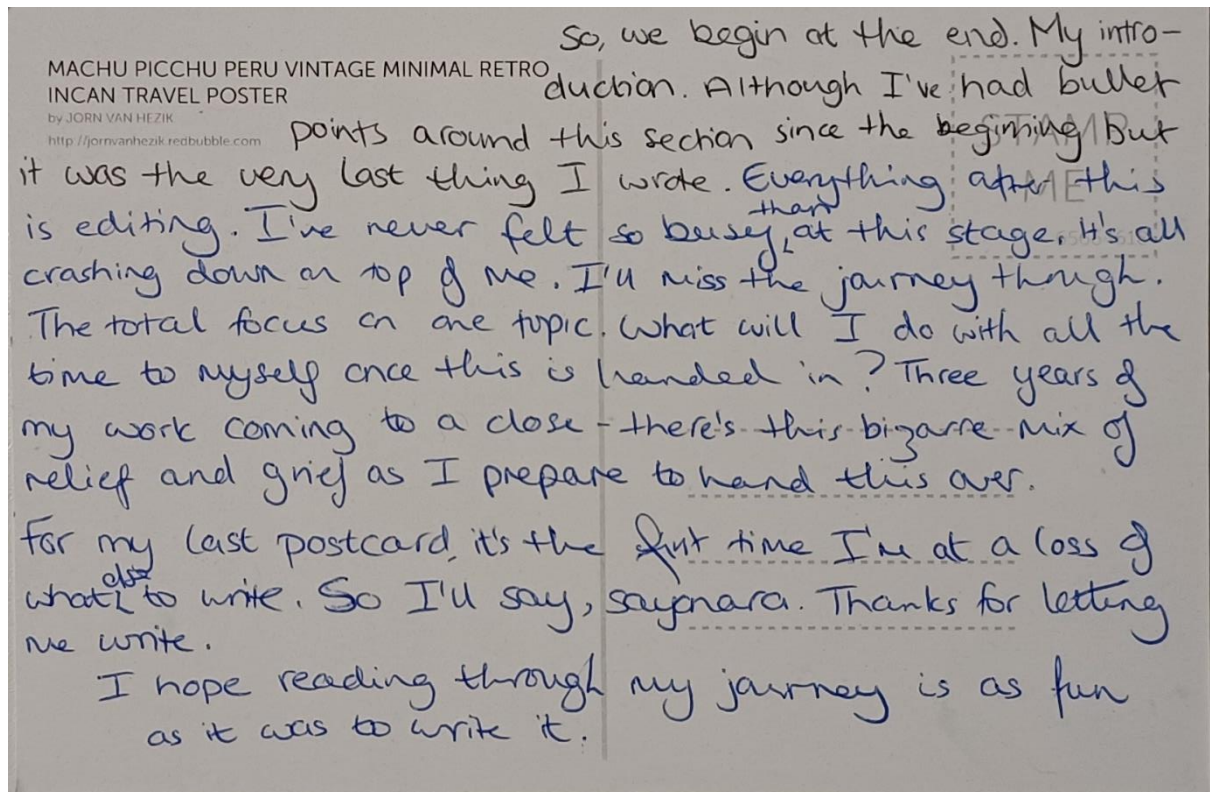 So, we begin at the end. My intro-
MACHU PICCHU PERU VINTAGE MINIMAL RETRO
INCAN TRAVEL POSTER
duction. Although I've had bullet
by JORN VAN HEZIK
http://jornvanhezik.redbubble.com
points around this section since the beginning but
STAMP
it was the very last thing I wrote. Everything after this
ME
is editing. I've never felt so busy than at this stage. It's all
crashing down on top of me. I'll miss the journey though.
The total focus on one topic. What will I do with all the
time to myself once this is handed in? Three years of
my work coming to a close - there's this bizarre mix of
relief and grief as I prepare to hand this over.
For my last postcard, it's the first time I'm at a loss of
what else to write. So I'll say, sayonara. Thanks for letting
me write.
I hope reading through my journey is as fun
as it was to write it.